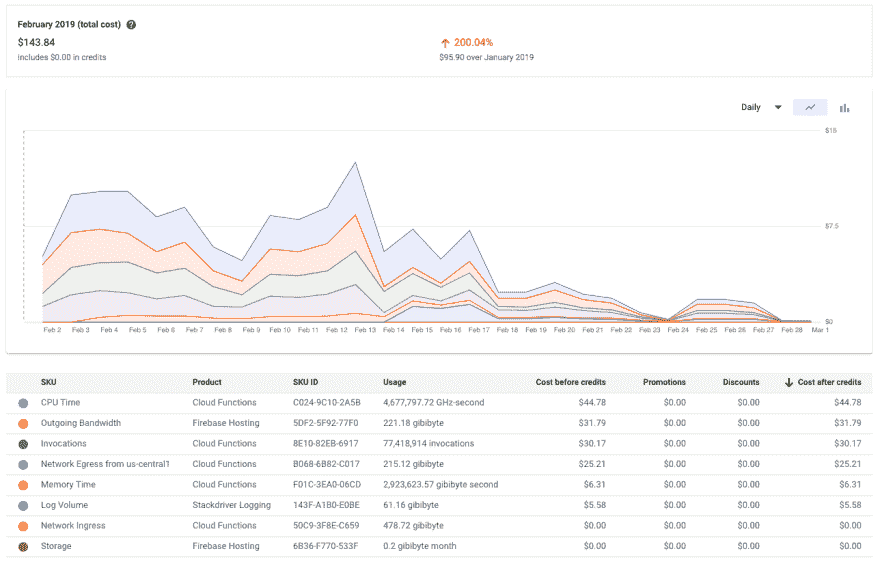 February 2019 (total cost) ?
$143.84
includes $0.00 in credits
200.04%
$95.90 over January 2019
Daily
$15
$7.5
$0
Feb 2 Feb 3 Feb 4 Feb 5 Feb 6 Feb 7 Feb 8 Feb 9 Feb 10 Feb 11 Feb 12 Feb 13 Feb 14 Feb 15 Feb 16 Feb 17 Feb 18 Feb 19 Feb 20 Feb 21 Feb 22 Feb 23 Feb 24 Feb 25 Feb 26 Feb 27 Feb 28 Mar 1
SKU Product SKU ID Usage Cost before credits Promotions Discounts Cost after credits
CPU Time Cloud Functions C024-9C10-2A5B 4,677,797.72 GHz-second $44.78 $0.00 $0.00 $44.78
Outgoing Bandwidth Firebase Hosting 5DF2-5F92-77F0 221.18 gibibyte $31.79 $0.00 $0.00 $31.79
Invocations Cloud Functions 8E10-82EB-6917 77,418,914 invocations $30.17 $0.00 $0.00 $30.17
Network Egress from us-central1 Cloud Functions B068-6B82-C017 215.12 gibibyte $25.21 $0.00 $0.00 $25.21
Memory Time Cloud Functions F01C-3EA0-06CD 2,923,623.57 gibibyte second $6.31 $0.00 $0.00 $6.31
Log Volume Stackdriver Logging 143F-A1B0-E0BE 61.16 gibibyte $5.58 $0.00 $0.00 $5.58
Network Ingress Cloud Functions 50C9-3F8E-C659 478.72 gibibyte $0.00 $0.00 $0.00 $0.00
Storage Firebase Hosting 6B36-F770-533F 0.2 gibibyte month $0.00 $0.00 $0.00 $0.00